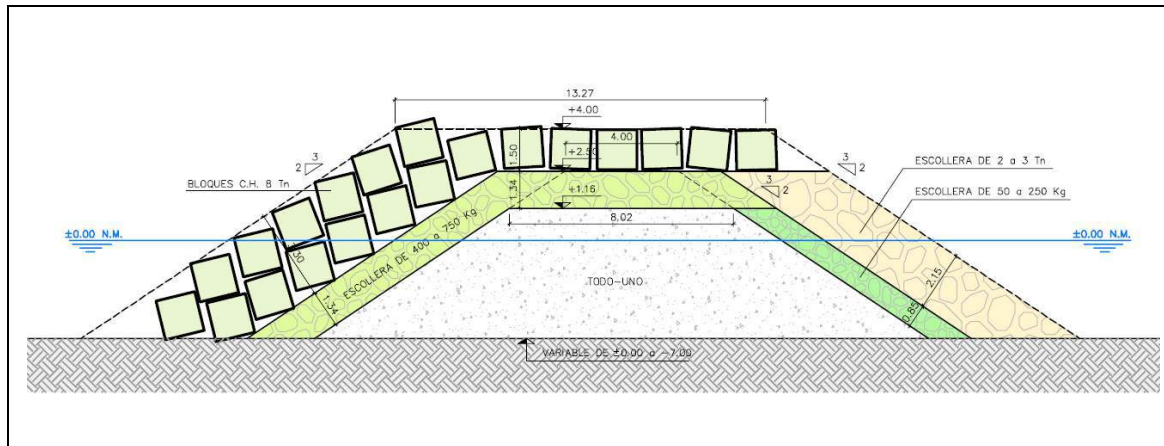 13.27
+4.00
4.00
1.50
+2.50
3
2
3
2
ESCOLLERA DE 2 a 3 Tn
BLOQUES C.H. 8 Tn
1.34
+1.16
3
2
ESCOLLERA DE 50 a 250 Kg
8.02
±0.00 N.M.
±0.00 N.M.
ESCOLLERA DE 400 a 750 Kg
2.15
TODO-UNO
1.34
0.85
VARIABLE DE ±0.00 a -7.00